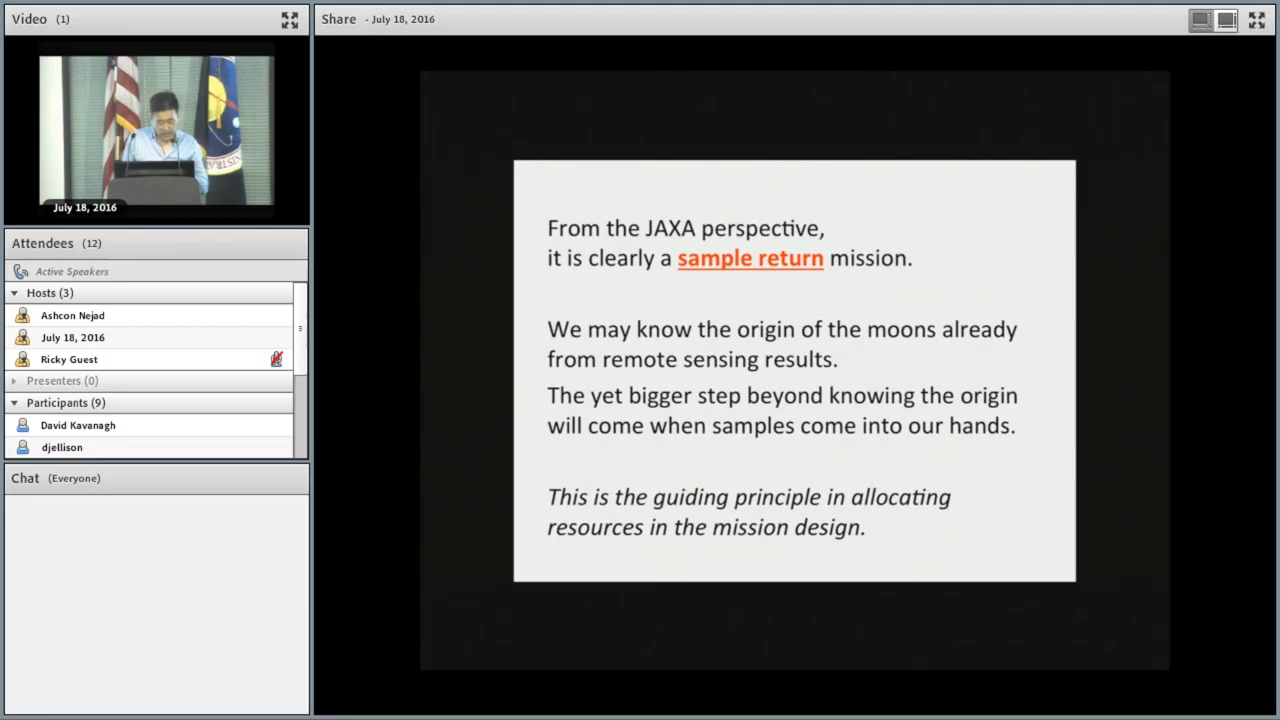 Video (1)
INISTRA
July 18, 2016
Attendees (12)
Active Speakers
Hosts (3)
Ashcon Nejad
July 18, 2016
Ricky Guest
Presenters (0)
Participants (9)
David Kavanagh
djellison
Chat (Everyone)
Share - July 18, 2016
From the JAXA perspective,
it is clearly a sample return mission.
We may know the origin of the moons already
from remote sensing results.
The yet bigger step beyond knowing the origin
will come when samples come into our hands.
This is the guiding principle in allocating
resources in the mission design.